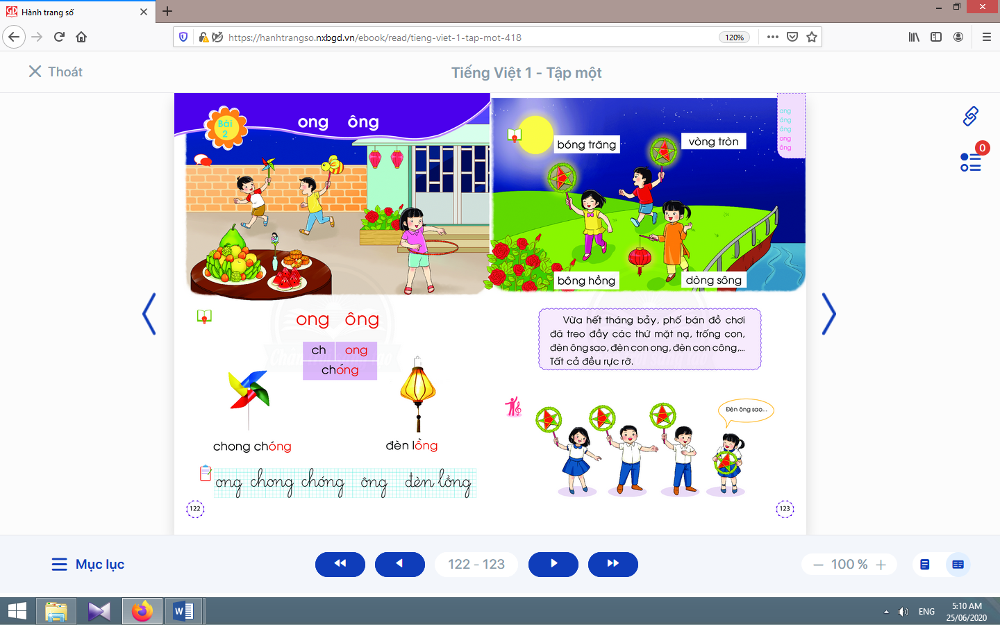 Hành trang số
https://hanhtrangso.nxbgd.vn/ebook/read/tieng-viet-1-tap-mot-418
120%
Thoát
Tiếng Việt 1 - Tập một
Bài
2
ong ông
bóng trăng
vòng tròn
bông hồng
dòng sông
ang
ăng
âng
ong
ông
0
ong ông
ch ong
chóng
chong chóng
đèn lồng
ong chong chóng ông đèn lồng
122
Vừa hết tháng bảy, phố bán đồ chơi
đã treo đầy các thứ mặt nạ, trống con,
đèn ông sao, đèn con ong, đèn con công,...
Tất cả đều rực rỡ.
Đèn ông sao...
123
Mục lục
122 - 123
100 %
ENG
5:10 AM
25/06/2020